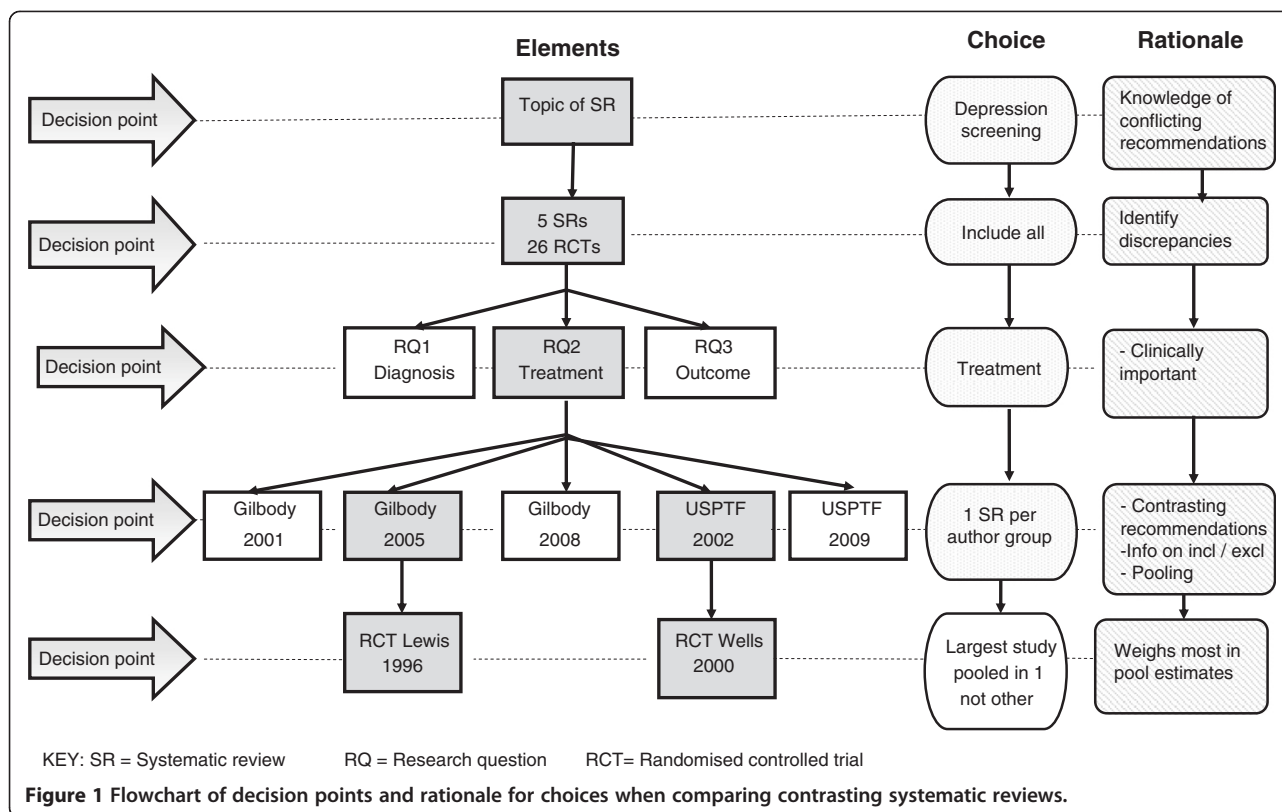 Elements
Choice
Rationale
Decision point
Topic of SR
Depression
screening
Knowledge of
conflicting
recommendations
Decision point
5 SRs
26 RCTs
Include all
Identify
discrepancies
Decision point
RQ1
Diagnosis
RQ2
Treatment
RQ3
Outcome
Treatment
- Clinically
important
Decision point
Gilbody
2001
Gilbody
2005
Gilbody
2008
USPTF
2002
USPTF
2009
1 SR per
author group
- Contrasting
recommendations
-Info on incl / excl
- Pooling
Decision point
RCT Lewis
1996
RCT Wells
2000
Largest study
pooled in 1
not other
Weighs most in
pool estimates
KEY: SR = Systematic review RQ = Research question RCT= Randomised controlled trial
Figure 1 Flowchart of decision points and rationale for choices when comparing contrasting systematic reviews.